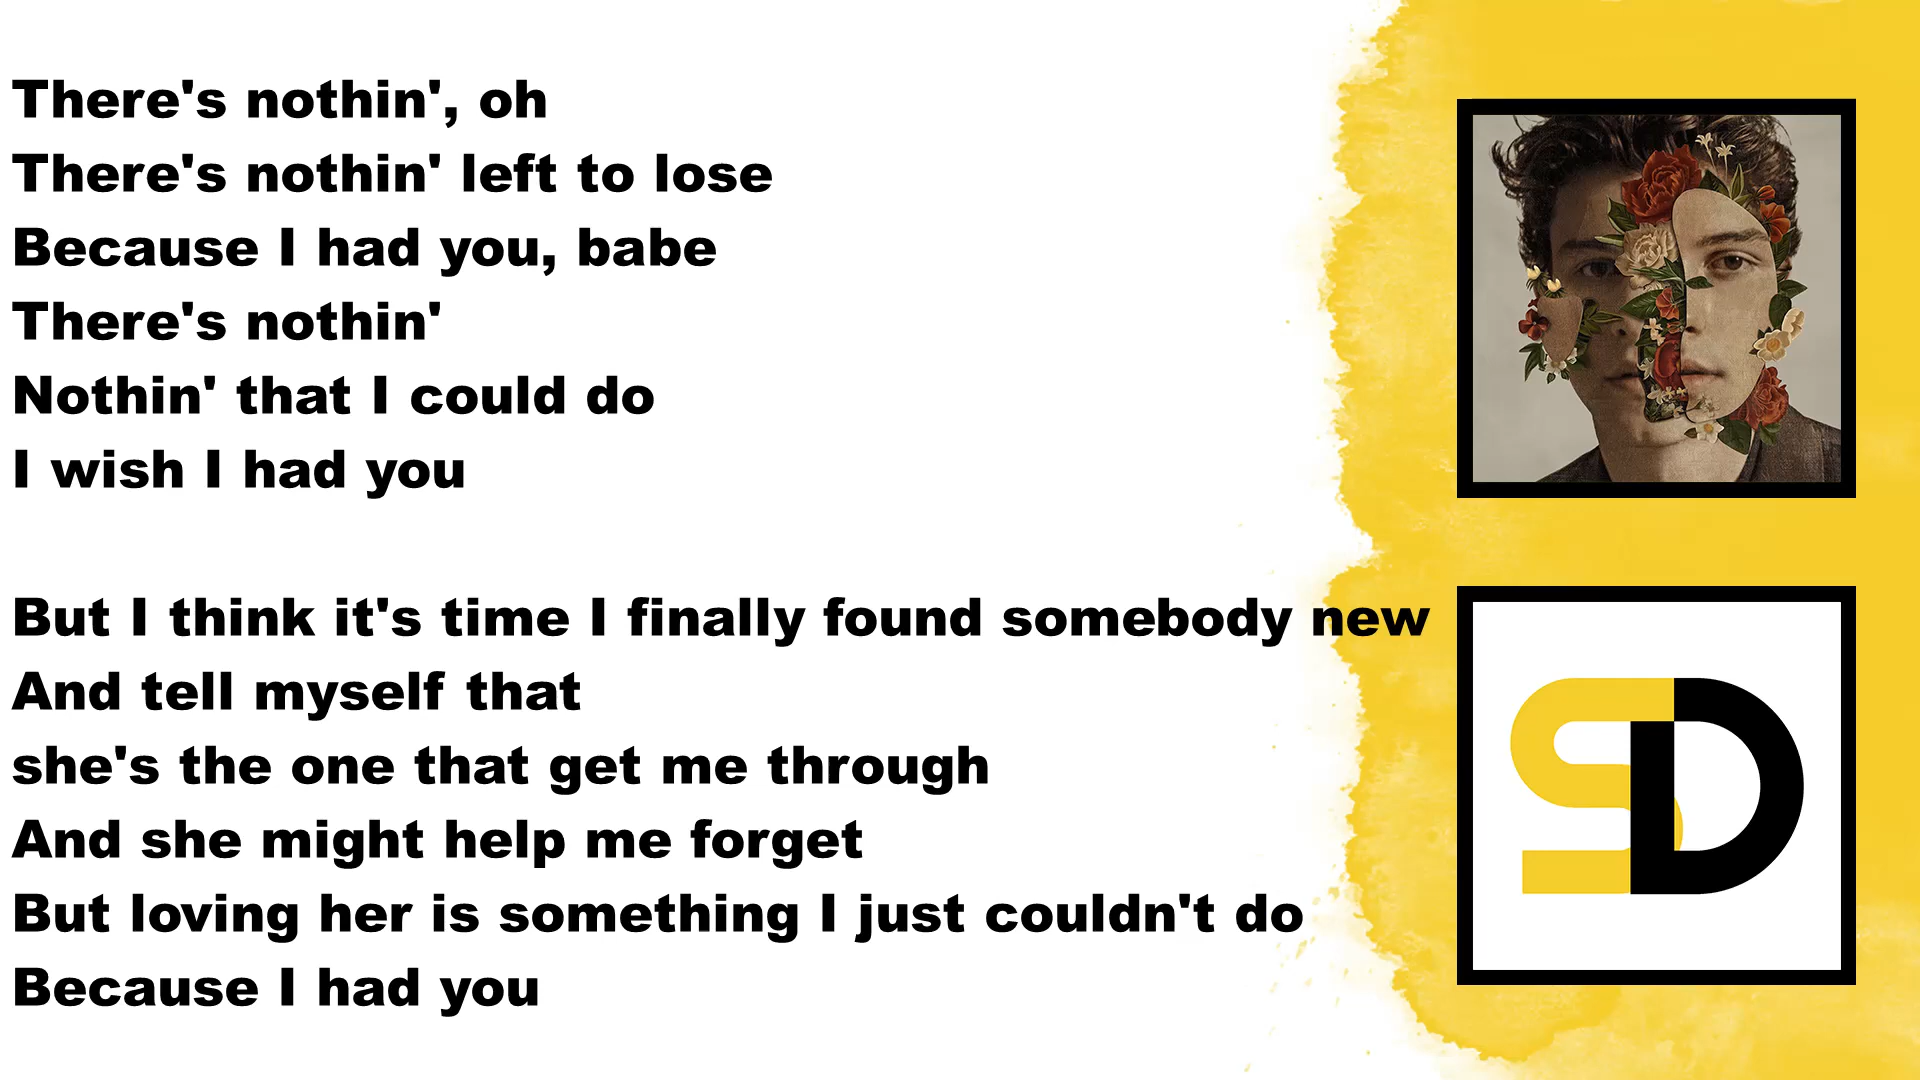 There's nothin', oh
There's nothin' left to lose
Because I had you, babe
There's nothin'
Nothin' that I could do
I wish I had you
But I think it's time I finally found somebody new
And tell myself that
she's the one that get me through
And she might help me forget
But loving her is something I just couldn't do
Because I had you
SD